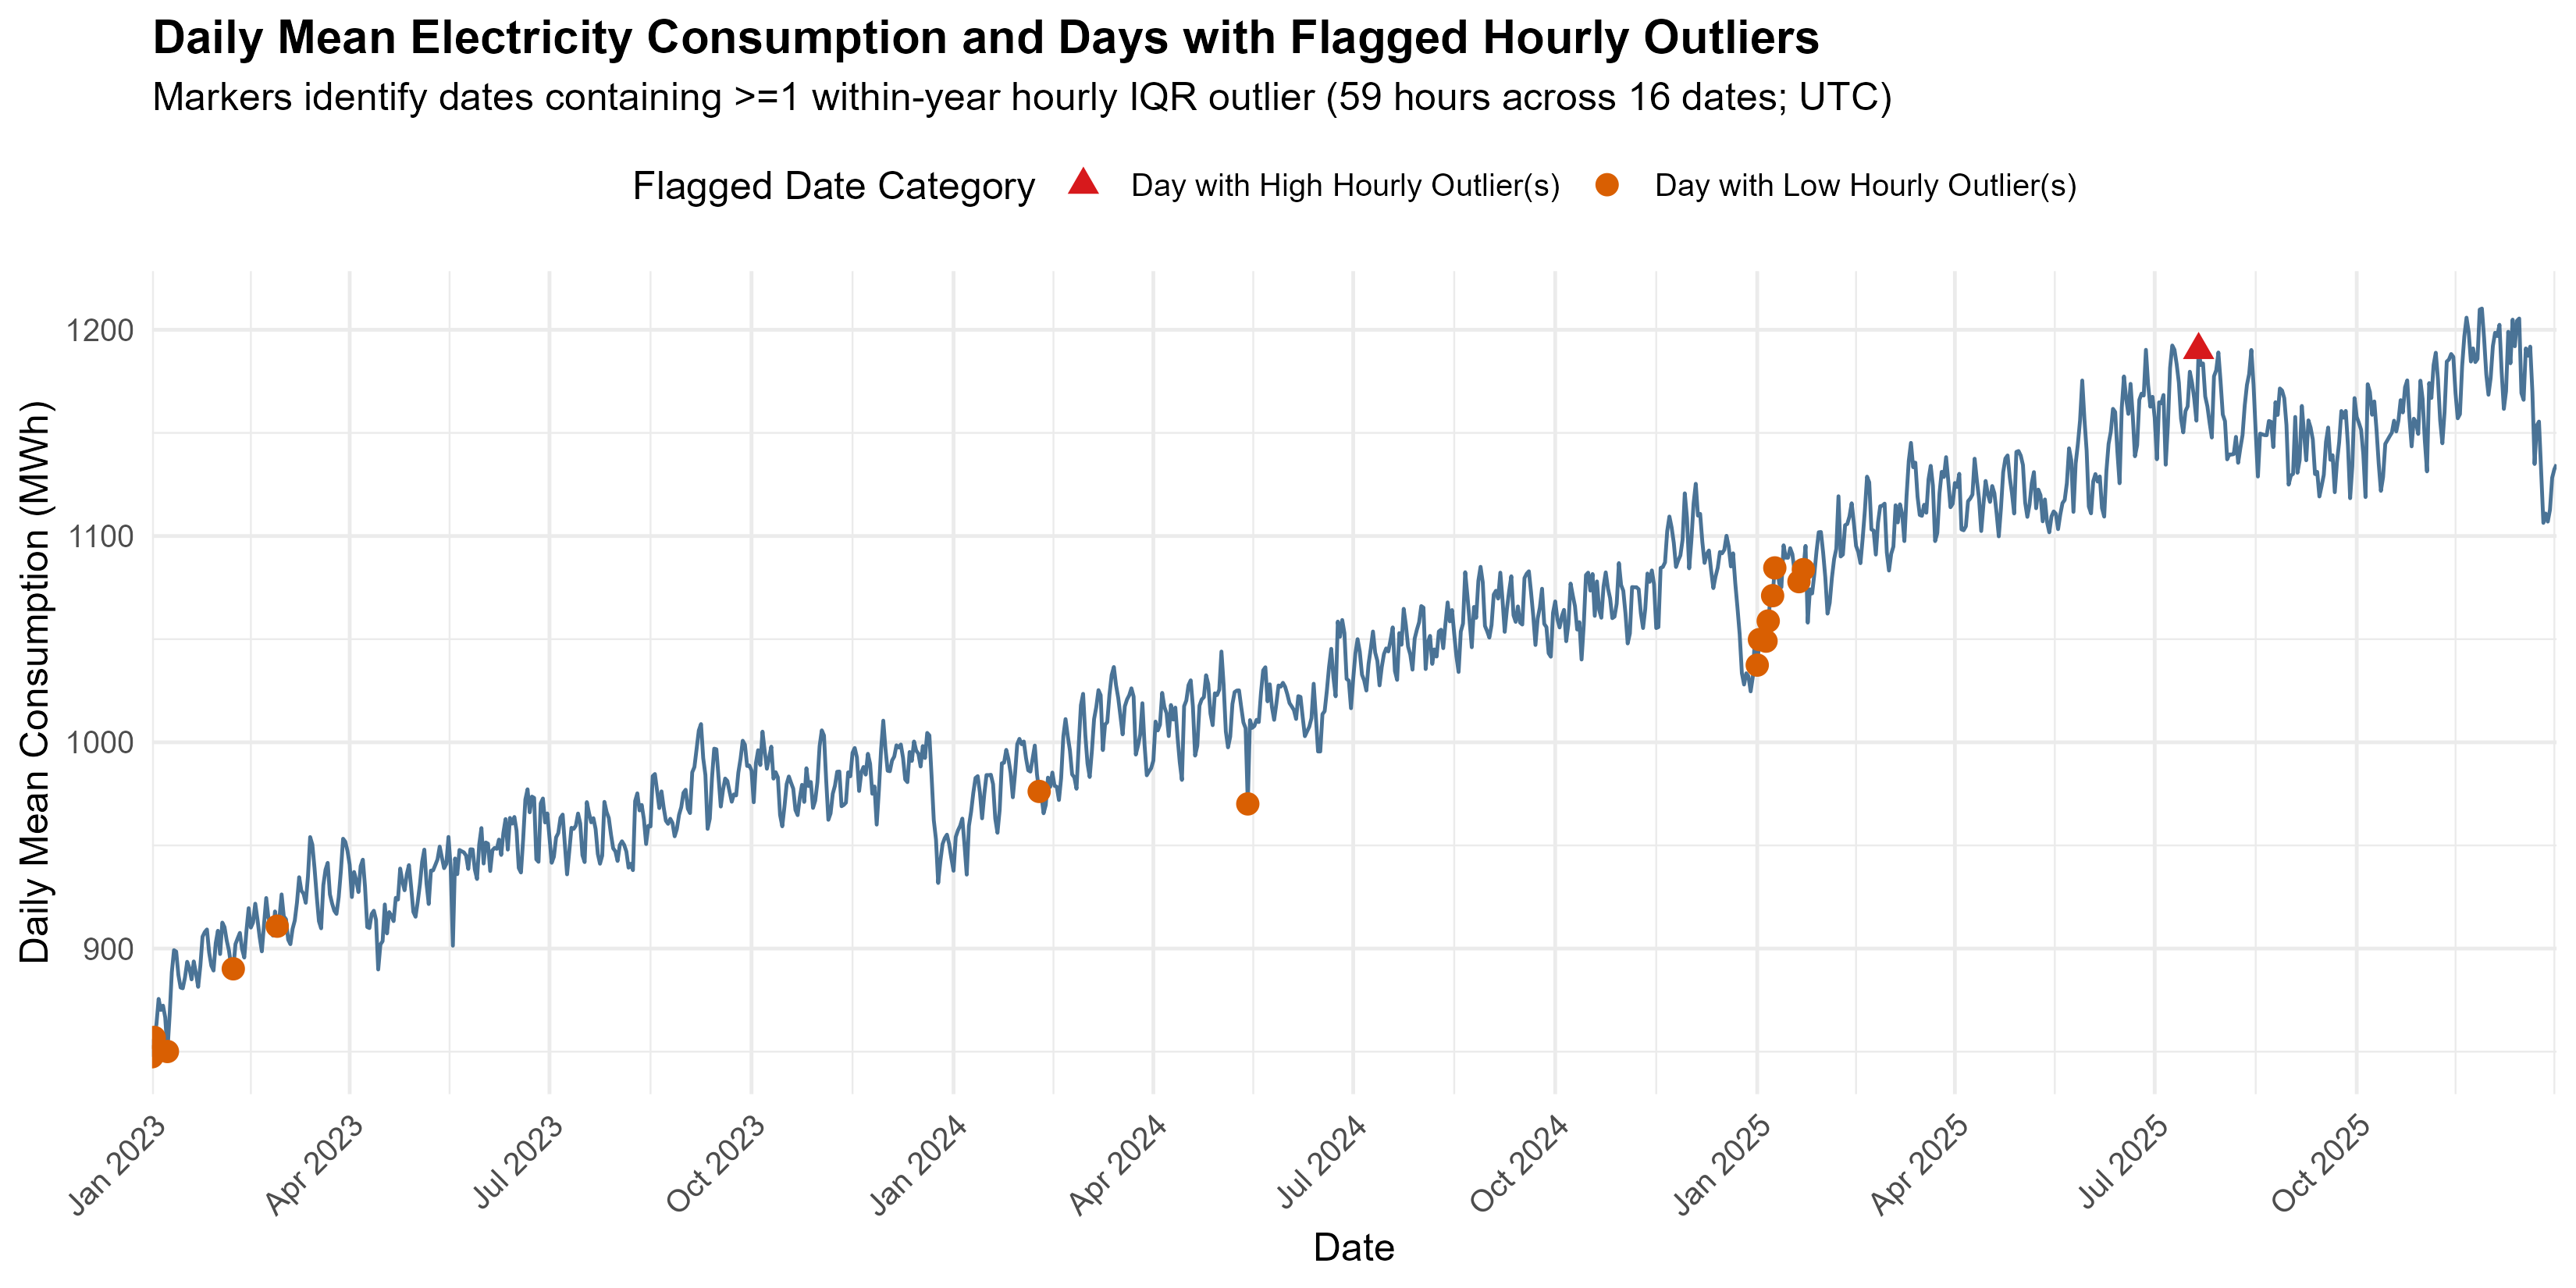 Daily Mean Electricity Consumption and Days with Flagged Hourly Outliers
Markers identify dates containing >=1 within-year hourly IQR outlier (59 hours across 16 dates; UTC)
Flagged Date Category
Day with High Hourly Outlier(s)
Day with Low Hourly Outlier(s)
Daily Mean Consumption (MWh)
1200
1100
1000
900
Jan 2023
Apr 2023
Jul 2023
Oct 2023
Jan 2024
Apr 2024
Jul 2024
Oct 2024
Jan 2025
Apr 2025
Jul 2025
Oct 2025
Date